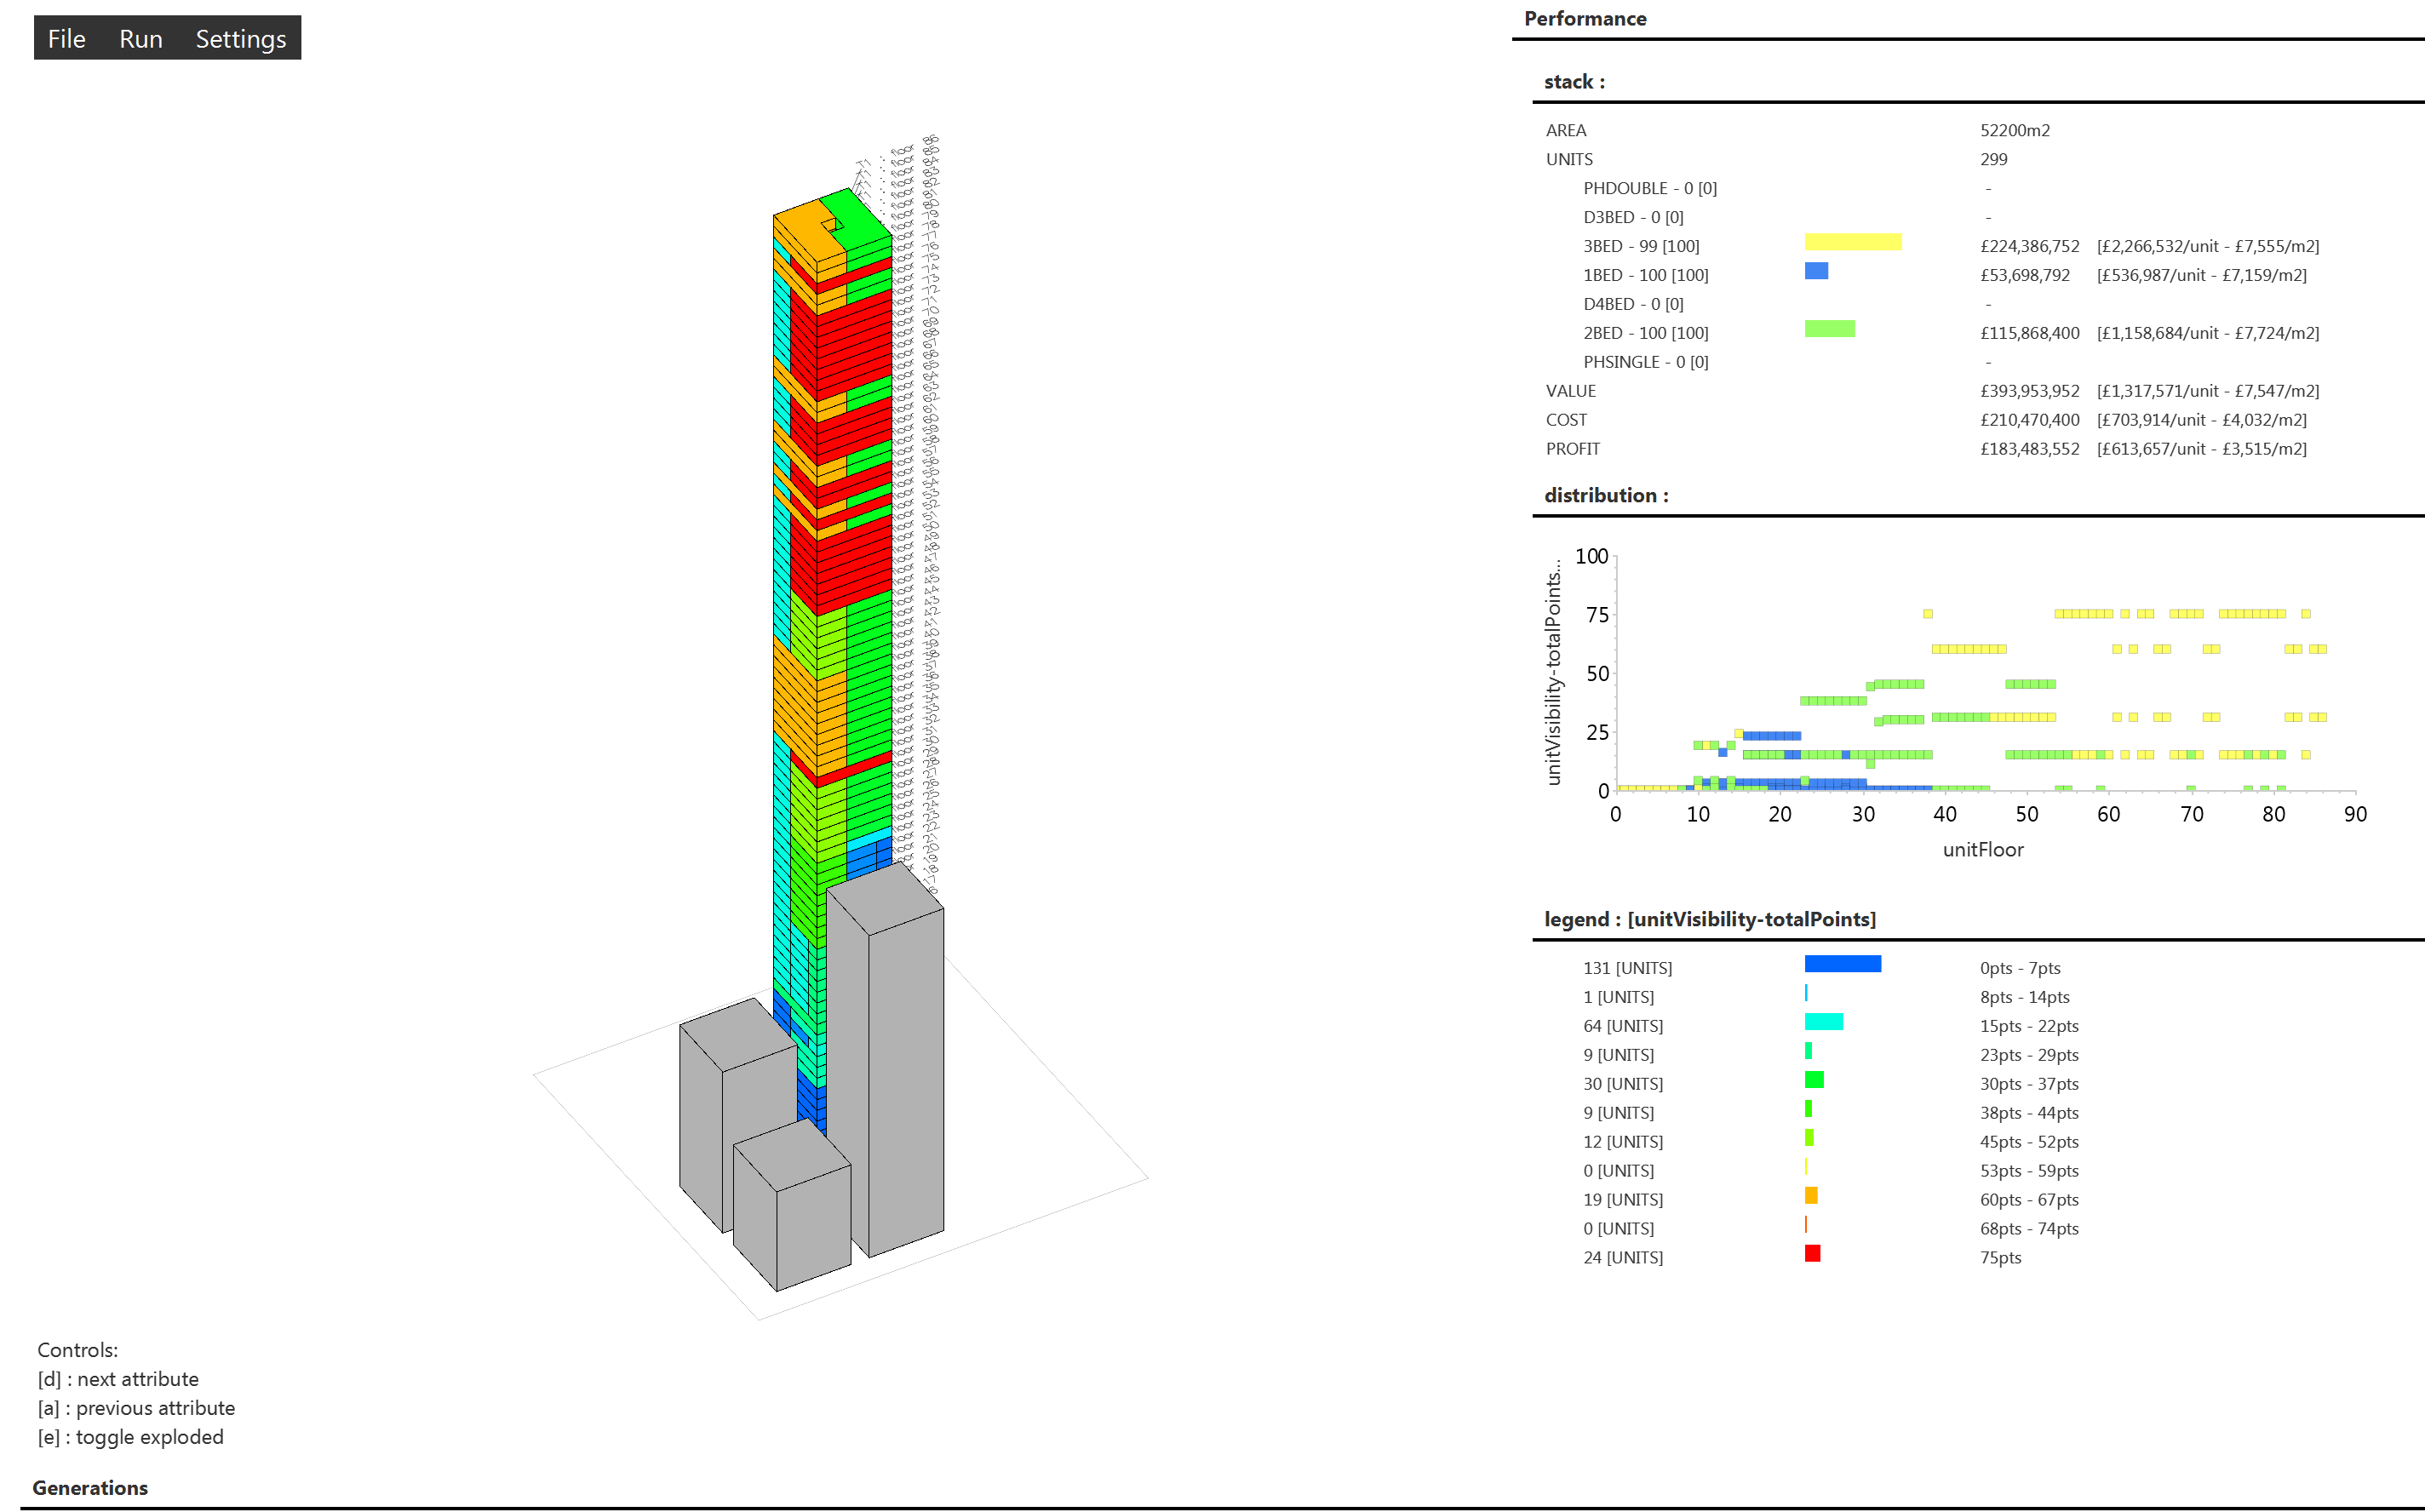 File Run Settings
Performance
stack :
AREA 52200m2
UNITS 299
PHDOUBLE - 0 [0] -
D3BED - 0 [0] -
3BED - 99 [100] £224,386,752 [£2,266,532/unit - £7,555/m2]
1BED - 100 [100] £53,698,792 [£536,987/unit - £7,159/m2]
D4BED - 0 [0] -
2BED - 100 [100] £115,868,400 [£1,158,684/unit - £7,724/m2]
PHSINGLE - 0 [0] -
VALUE £393,953,952 [£1,317,571/unit - £7,547/m2]
COST £210,470,400 [£703,914/unit - £4,032/m2]
PROFIT £183,483,552 [£613,657/unit - £3,515/m2]
distribution :
unitVisibility-totalPoints...
100
75
50
25
0
0 10 20 30 40 50 60 70 80 90
unitFloor
legend : [unitVisibility-totalPoints]
131 [UNITS] 0pts - 7pts
1 [UNITS] 8pts - 14pts
64 [UNITS] 15pts - 22pts
9 [UNITS] 23pts - 29pts
30 [UNITS] 30pts - 37pts
9 [UNITS] 38pts - 44pts
12 [UNITS] 45pts - 52pts
0 [UNITS] 53pts - 59pts
19 [UNITS] 60pts - 67pts
0 [UNITS] 68pts - 74pts
24 [UNITS] 75pts
Controls:
[d] : next attribute
[a] : previous attribute
[e] : toggle exploded
Generations